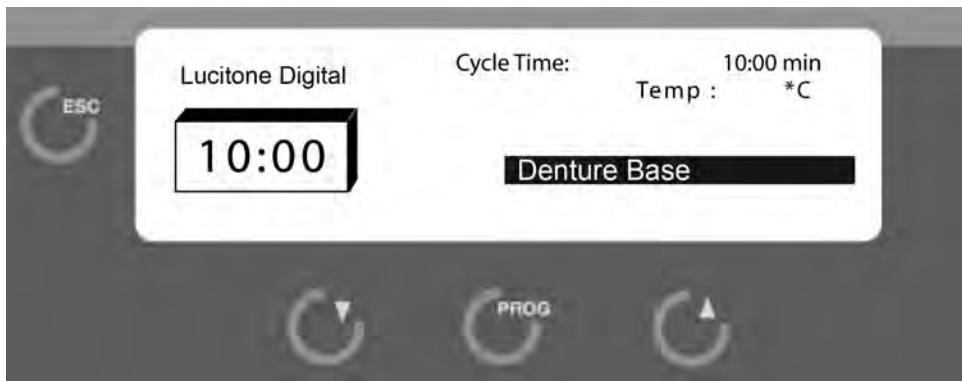 Lucitone Digital
10:00
Cycle Time: 10:00 min
Temp : *C
Denture Base
ESC
PROG